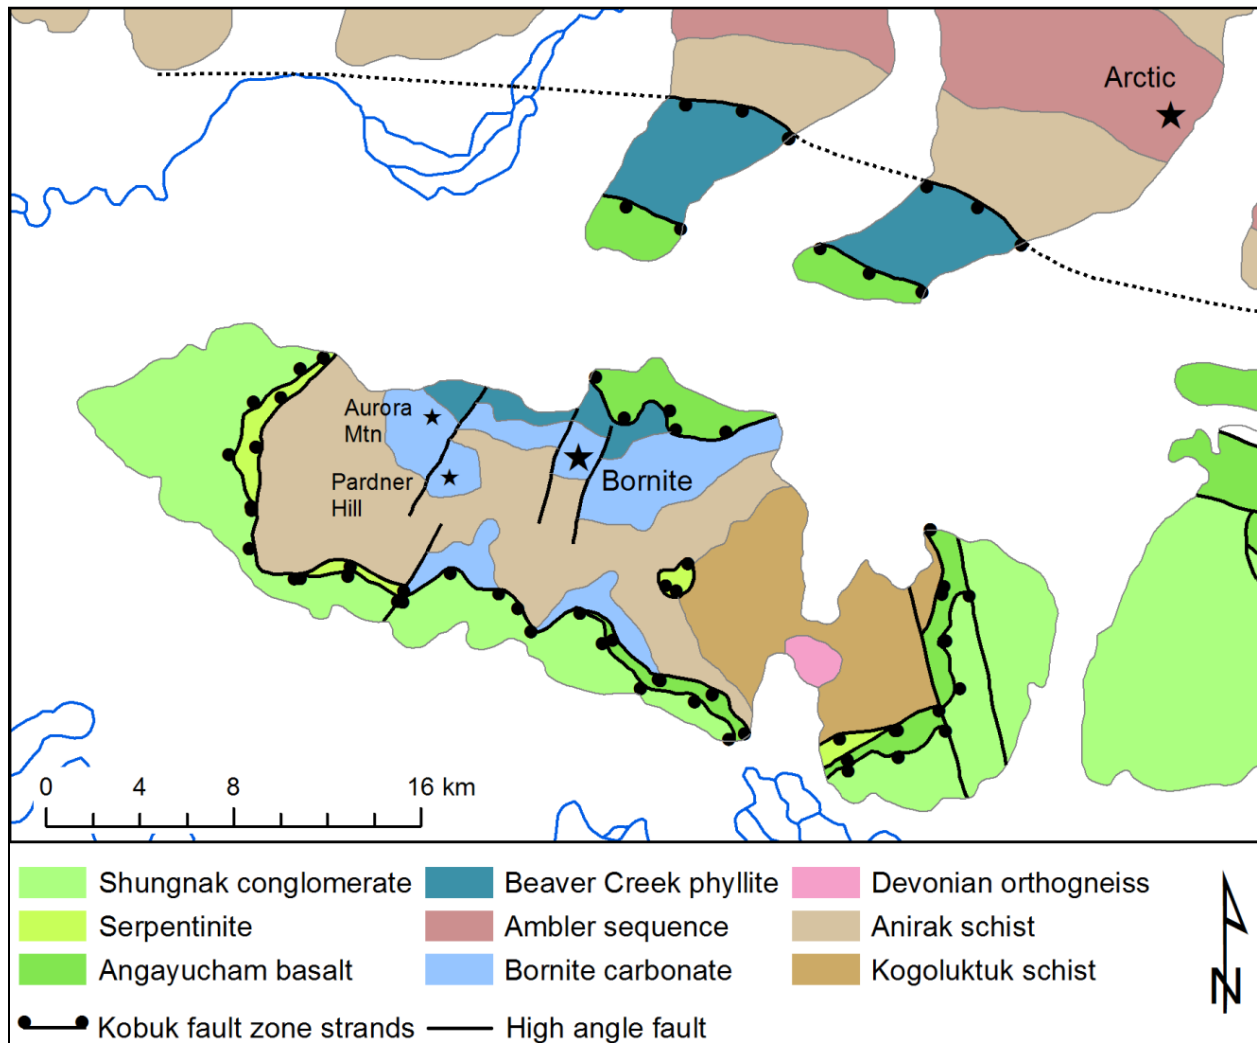 Arctic
Aurora
Mtn
Pardner
Hill
Bornite
0 4 8 16 km
Shungnak conglomerate Beaver Creek phyllite Devonian orthogneiss
Serpentinite Ambler sequence Anirak schist
Angayucham basalt Bornite carbonate Kogoluktuk schist
Kobuk fault zone strands High angle fault
N